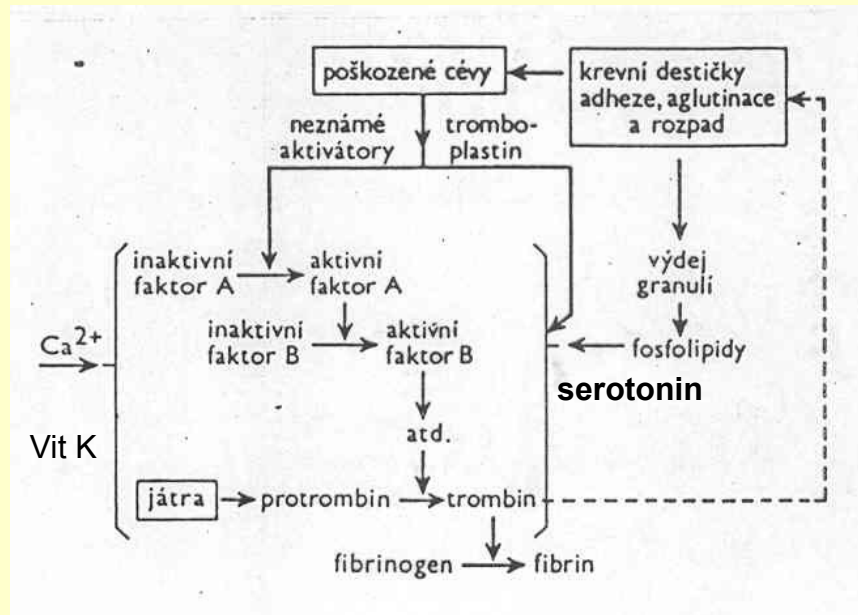 poškozené cévy
krevní destičky
adheze, aglutinace
a rozpad
neznámé
aktivátory
trombo-
plastin
inaktivní
faktor A
aktivní
faktor A
výdej
granulí
inaktivní
faktor B
aktivní
faktor B
Ca2+
fosfolipidy
serotonin
Vit K
atd.
játra
protrombin
trombin
fibrinogen
fibrin